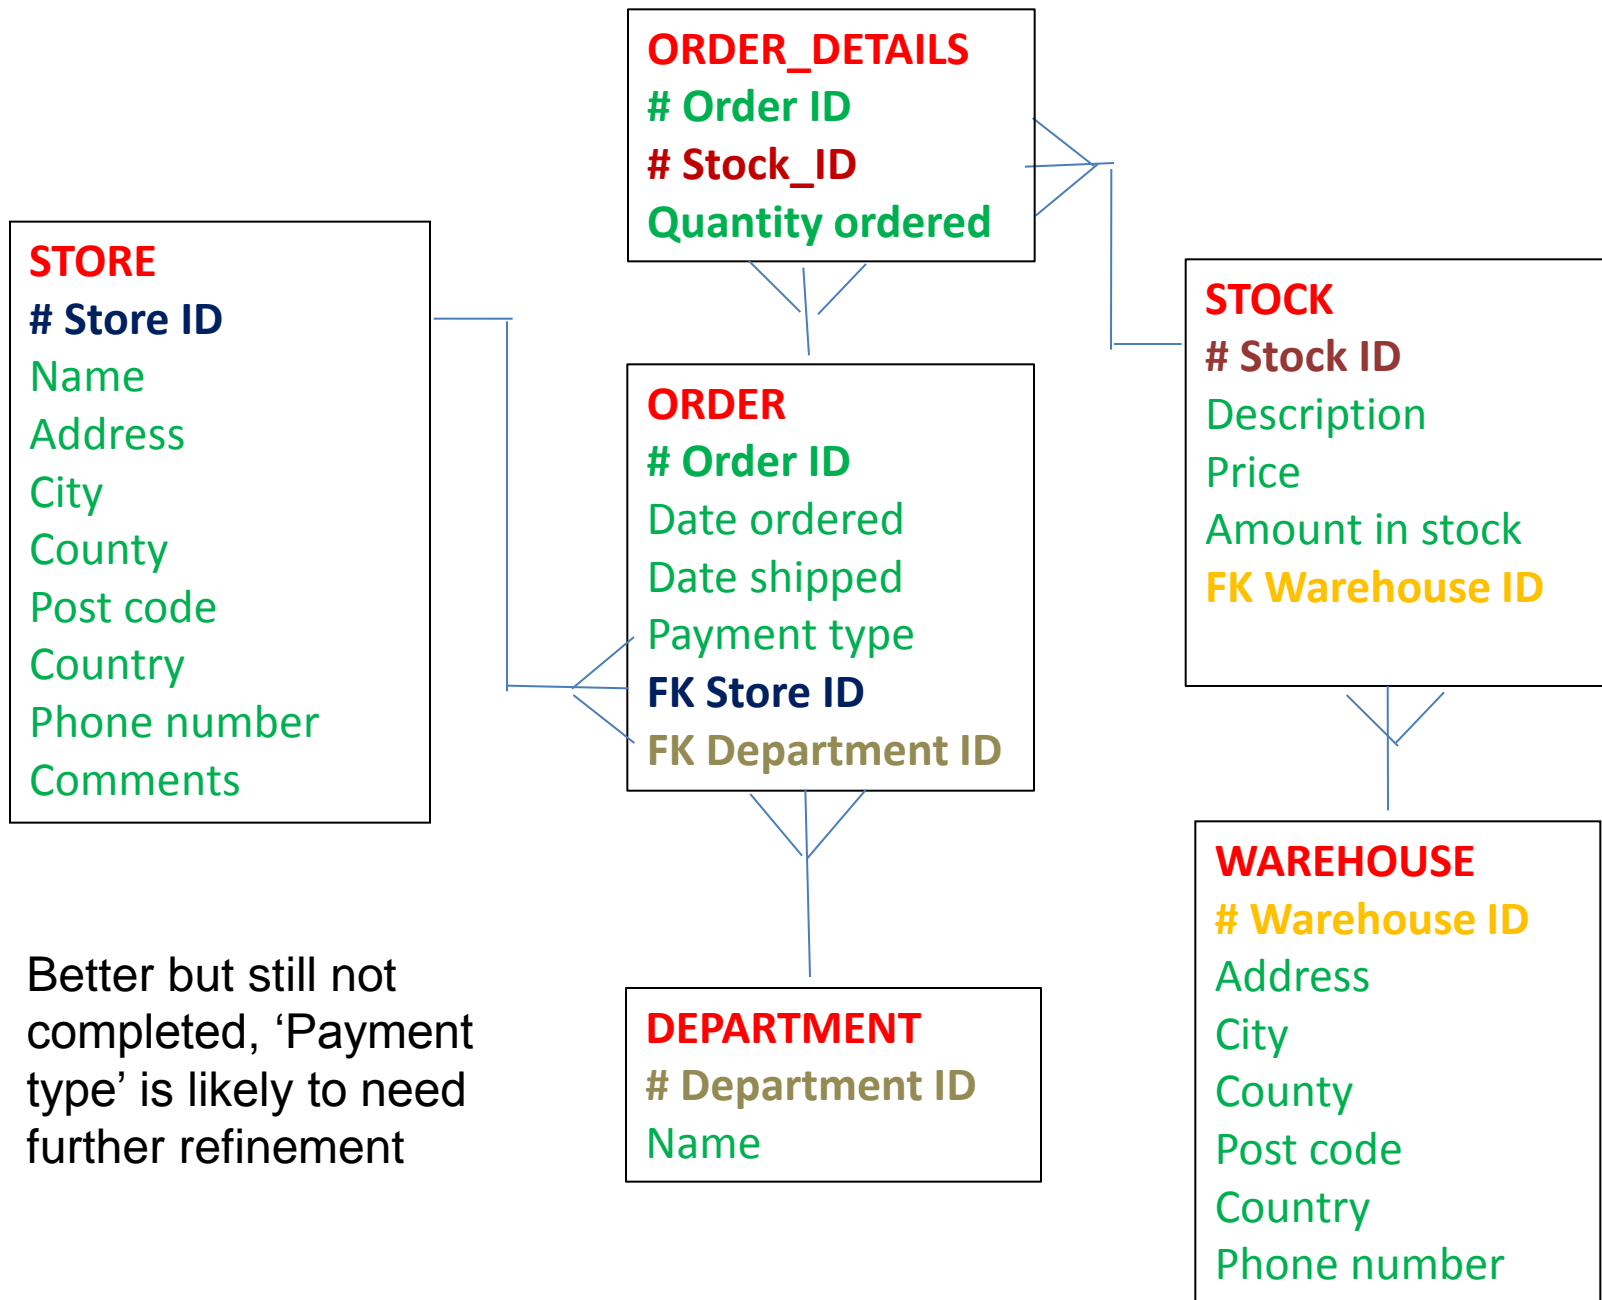 ORDER_DETAILS
# Order ID
# Stock_ID
Quantity ordered
STORE
# Store ID
Name
Address
City
County
Post code
Country
Phone number
Comments
ORDER
# Order ID
Date ordered
Date shipped
Payment type
FK Store ID
FK Department ID
STOCK
# Stock ID
Description
Price
Amount in stock
FK Warehouse ID
DEPARTMENT
# Department ID
Name
WAREHOUSE
# Warehouse ID
Address
City
County
Post code
Country
Phone number
Better but still not
completed, ‘Payment
type’ is likely to need
further refinement